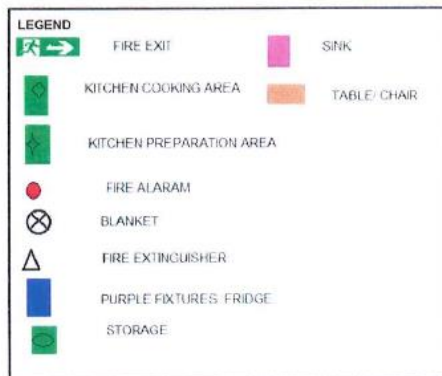 LEGEND
FIRE EXIT
SINK
KITCHEN COOKING AREA
TABLE/ CHAIR
KITCHEN PREPARATION AREA
FIRE ALARAM
BLANKET
FIRE EXTINGUISHER
PURPLE FIXTURES FRIDGE
STORAGE